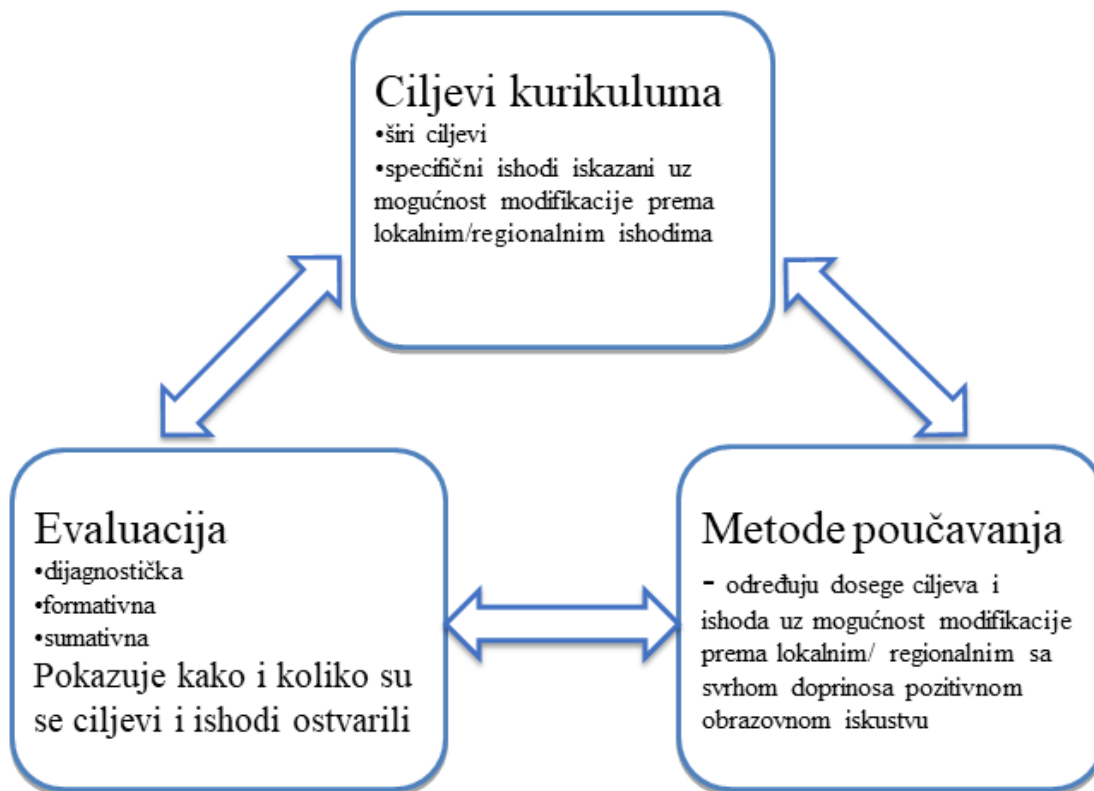 Ciljevi kurikuluma
•širi ciljevi
•specifični ishodi iskazani uz
mogućnost modifikacije prema
lokalnim/regionalnim ishodima
Evaluacija
•dijagnostička
•formativna
•sumativna
Pokazuje kako i koliko su
se ciljevi i ishodi ostvarili
Metode poučavanja
- određuju dosege ciljeva i
ishoda uz mogućnost modifikacije
prema lokalnim/ regionalnim sa
svrhom doprinosa pozitivnom
obrazovnom iskustvu